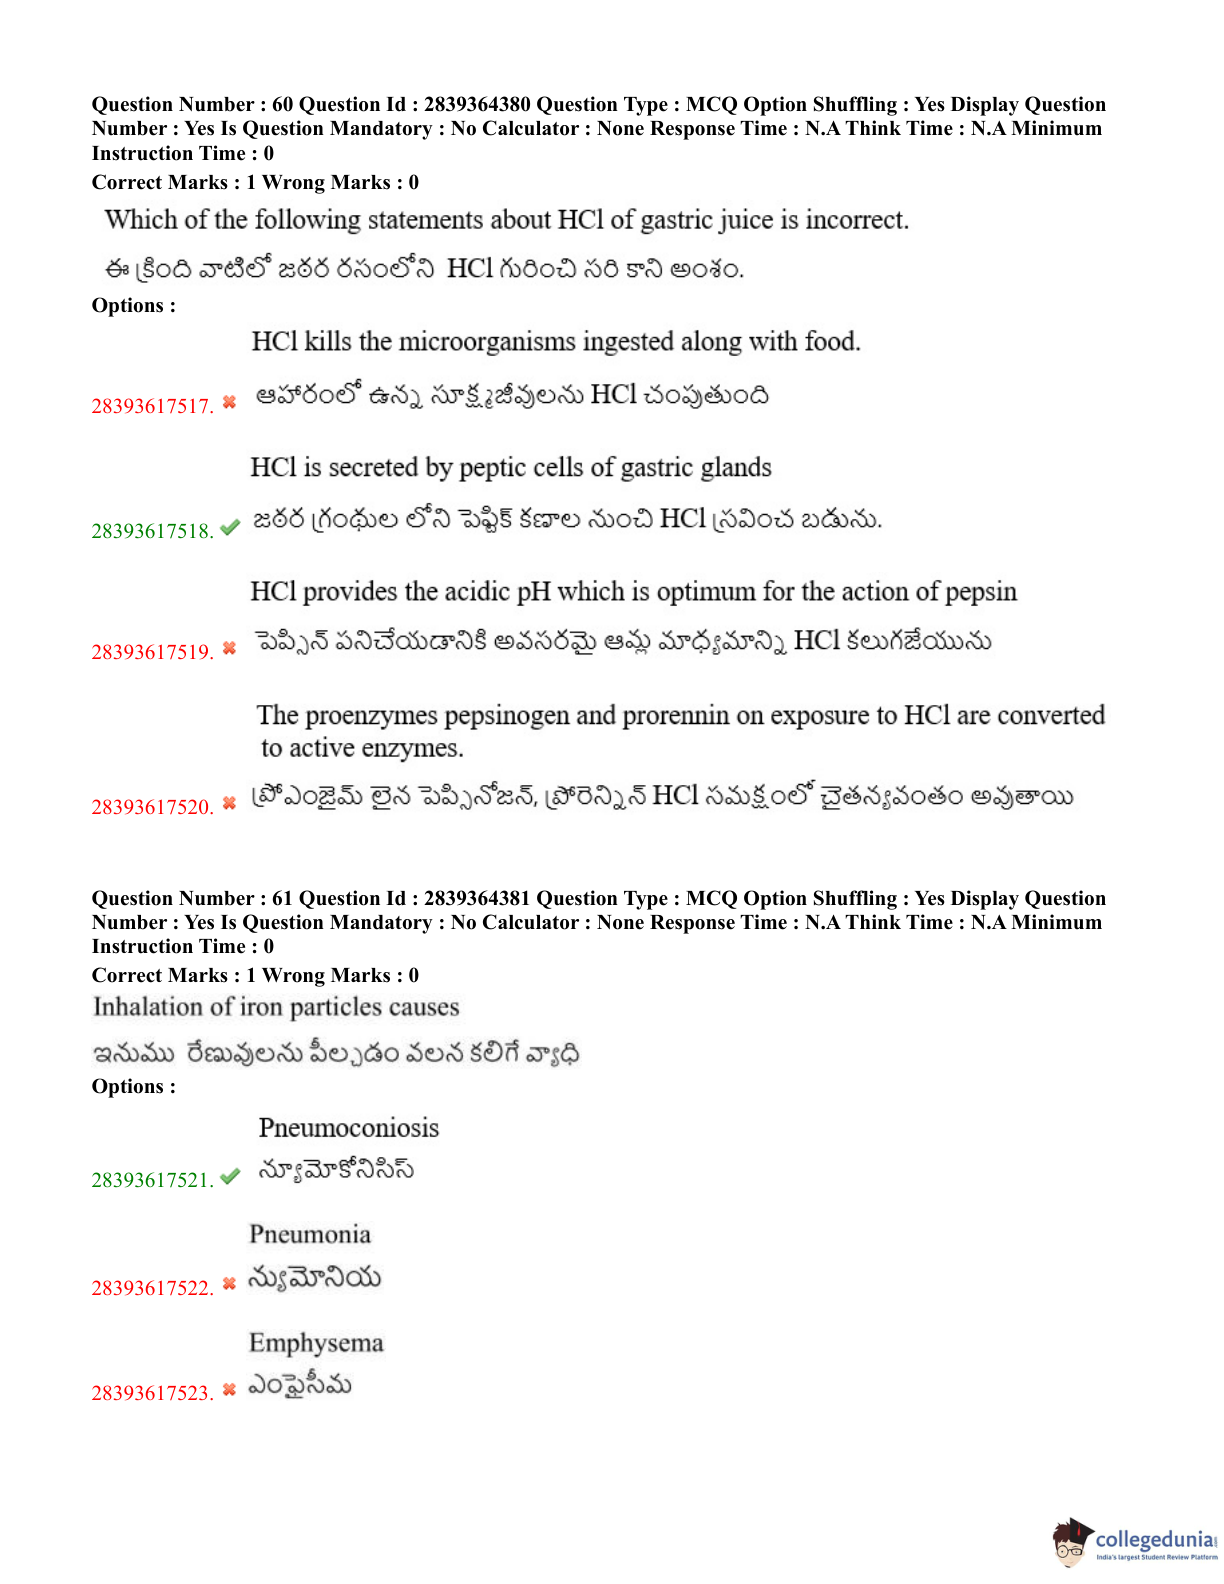 Question Number : 60 Question Id : 2839364380 Question Type : MCQ Option Shuffling : Yes Display Question
Number : Yes Is Question Mandatory : No Calculator : None Response Time : N.A Think Time : N.A Minimum
Instruction Time : 0
Correct Marks : 1 Wrong Marks : 0
Which of the following statements about HCl of gastric juice is incorrect.
ఈ క్రింది వాటిలో జఠర రసంలోని HCl గురించి సరి కాని అంశం.
Options :
HCl kills the microorganisms ingested along with food.
28393617517. ఆహారంలో ఉన్న సూక్ష్మజీవులను HCl చంపుతుంది
HCl is secreted by peptic cells of gastric glands
28393617518. జఠర గ్రంథుల లోని పెప్టిక్ కణాల నుంచి HCl స్రవించ బడును.
HCl provides the acidic pH which is optimum for the action of pepsin
28393617519. పెప్సిన్ పనిచేయడానికి అవసరమై ఆమ్ల మాధ్యమాన్ని HCl కలుగజేయును
The proenzymes pepsinogen and prorennin on exposure to HCl are converted
to active enzymes.
28393617520. ప్రోఎంజైమ్ లైన పెప్సినోజన్, ప్రోరెన్నిన్ HCl సమక్షంలో చైతన్యవంతం అవుతాయి
Question Number : 61 Question Id : 2839364381 Question Type : MCQ Option Shuffling : Yes Display Question
Number : Yes Is Question Mandatory : No Calculator : None Response Time : N.A Think Time : N.A Minimum
Instruction Time : 0
Correct Marks : 1 Wrong Marks : 0
Inhalation of iron particles causes
ఇనుము రేణువులను పీల్చడం వలన కలిగే వ్యాధి
Options :
Pneumoconiosis
28393617521. న్యూమోకోనిసిస్
Pneumonia
28393617522. న్యుమోనియ
Emphysema
28393617523. ఎంఫైసీమ
collegedunia
India's largest Student Review Platform